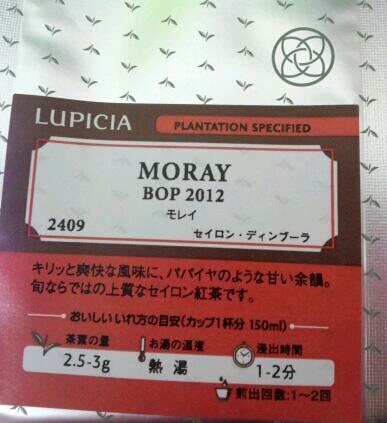 LUPICIA
PLANTATION SPECIFIED
MORAY
BOP 2012
モレイ
2409
セイロン・ディンブーラ
キリッと爽快な風味に、パパイヤのような甘い余韻。
旬ならではの上質なセイロン紅茶です。
おいしいいれ方の目安(カップ1杯分 150ml)
茶葉の量
お湯の温度
浸出時間
2.5-3g
熱湯
1-2分
煎出回数:1～2回